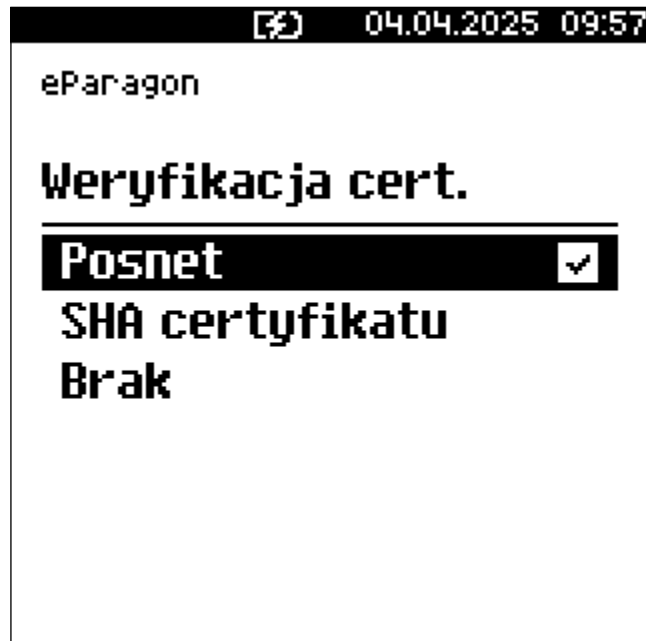 04.04.2025 09:57
eParagon
Weryfikacja cert.
Posnet
SHA certyfikatu
Brak